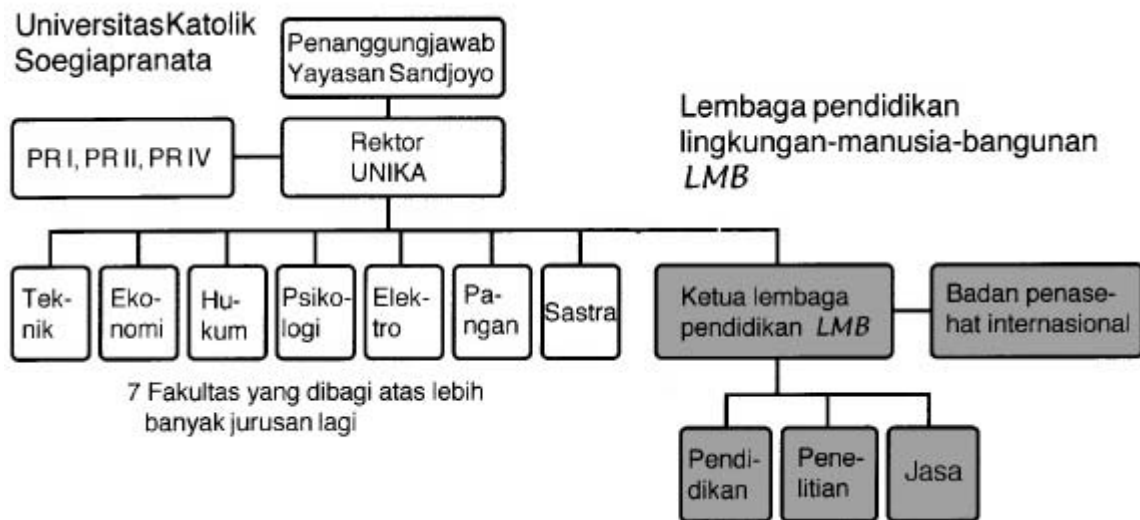 UniversitasKatolik
Soegiapranata
Penanggungjawab
Yayasan Sandjoyo
Lembaga pendidikan
lingkungan-manusia-bangunan
LMB
PR I, PR II, PR IV
Rektor
UNIKA
Tek-
nik
Eko-
nomi
Hu-
kum
Psiko-
logi
Elek-
tro
Pa-
ngan
Sastra
Ketua lembaga
pendidikan LMB
Badan penase-
hat internasional
7 Fakultas yang dibagi atas lebih
banyak jurusan lagi
Pendi-
dikan
Pene-
litian
Jasa